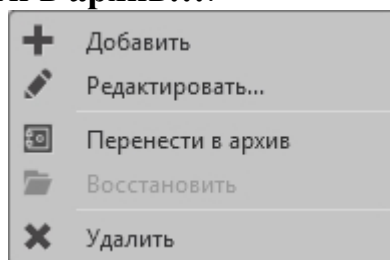 Добавить
Редактировать...
Перенести в архив
Восстановить
Удалить